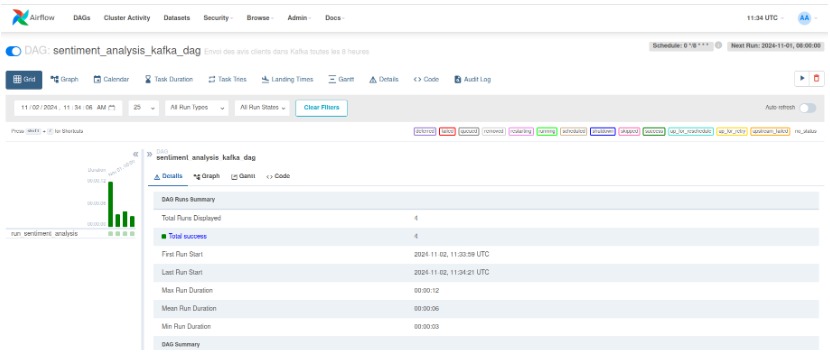 Airflow DAGs Cluster Activity Datasets Security Browse Admin Docs 11:34 UTC AA
DAG: sentiment_analysis_kafka_dag Envoi des avis clients dans Kafka toutes les 8 heures Schedule: 0 */8 * * * Next Run: 2024-11-01, 08:00:00
Grid Graph Calendar Task Duration Task Tries Landing Times Gantt Details Code Audit Log
11/02/2024, 11:34:06 AM 25 All Run Types All Run States Clear Filters Auto-refresh
Press shift + / for Shortcuts deferred failed queued removed restarting running scheduled shutdown skipped success up_for_reschedule up_for_retry upstream_failed no_status
DAG
sentiment_analysis_kafka_dag
Duration
00:00:12
00:00:06
00:00:00
run_sentiment_analysis
Details Graph Gantt Code
DAG Runs Summary
Total Runs Displayed 4
Total success 4
First Run Start 2024-11-02, 11:33:59 UTC
Last Run Start 2024-11-02, 11:34:21 UTC
Max Run Duration 00:00:12
Mean Run Duration 00:00:06
Min Run Duration 00:00:03
DAG Summary